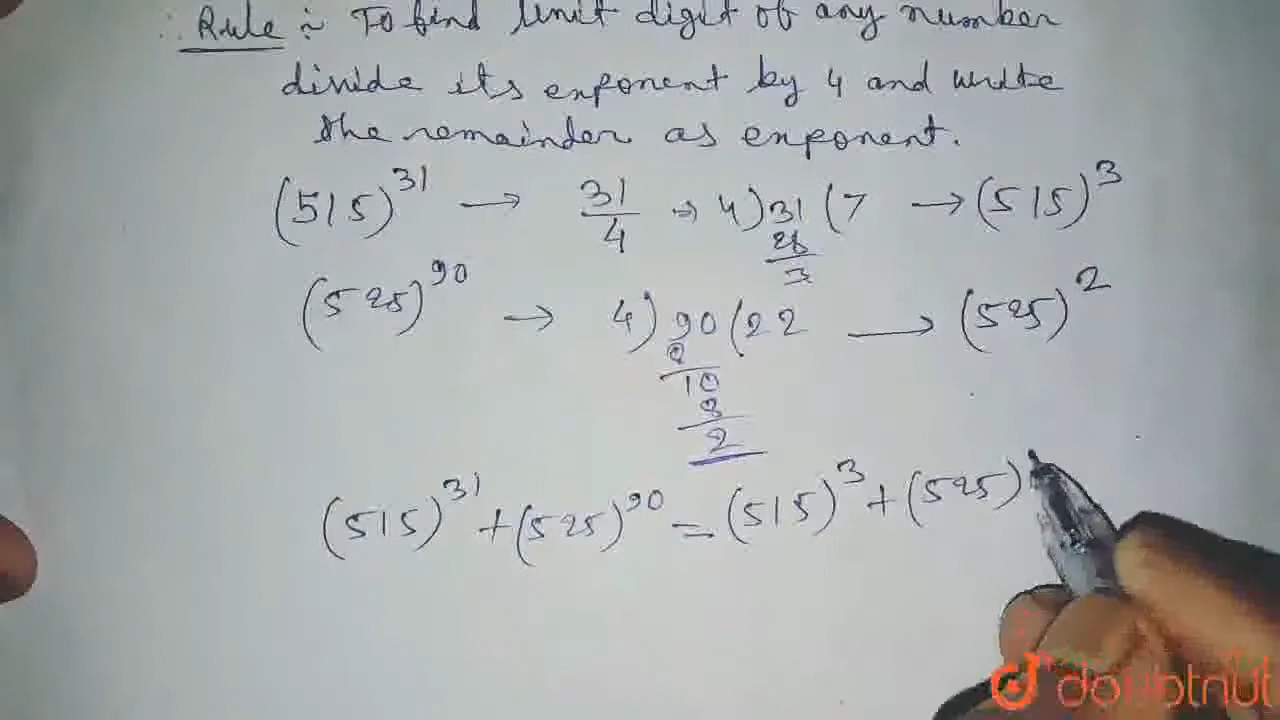 ∴ Rule :- To find Unit digit of any number
divide its exponent by 4 and write
the remainder as exponent.
(515)^31 → 31/4 → 4)31(7 → (515)^3
28
3
(525)^90 → 4)90(22 → (525)^2
8
10
8
2
(515)^31 + (525)^90 = (515)^3 + (525)
doubtnut